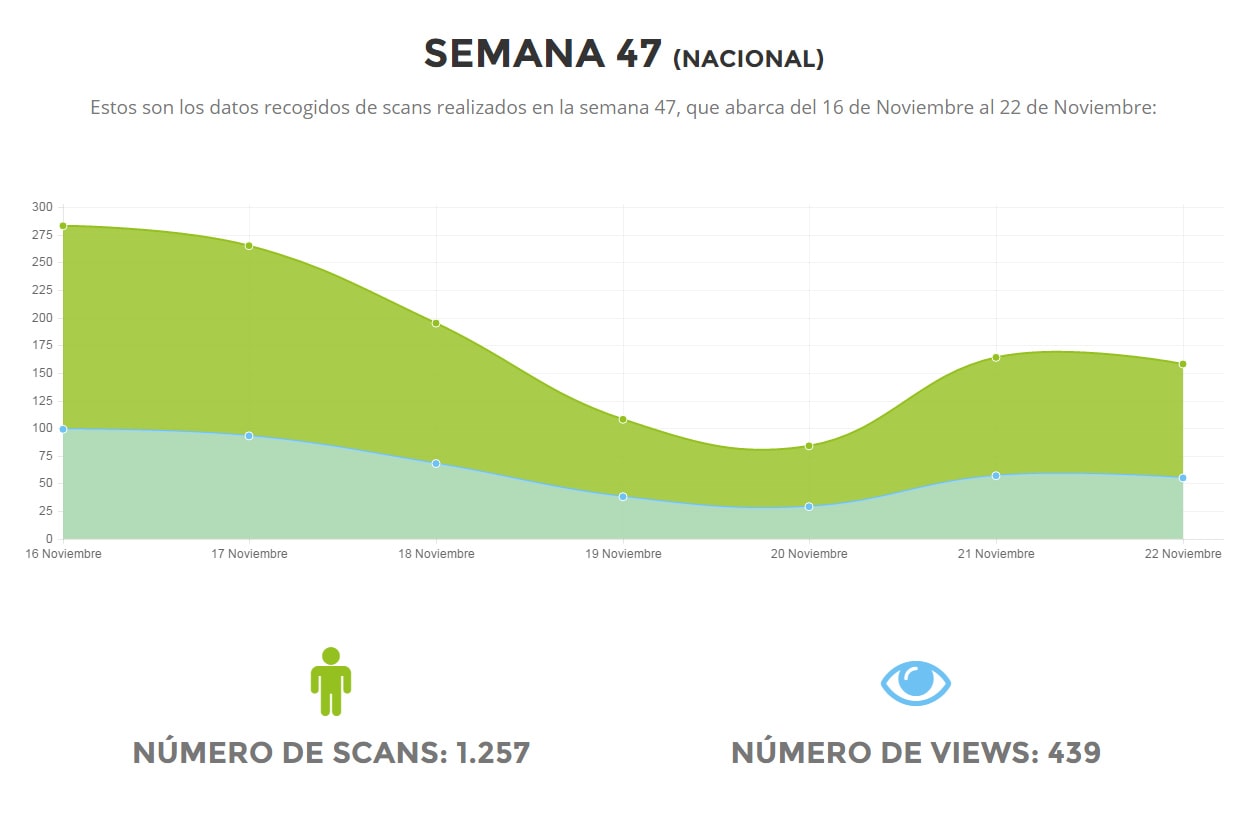 SEMANA 47 (NACIONAL)
Estos son los datos recogidos de scans realizados en la semana 47, que abarca del 16 de Noviembre al 22 de Noviembre:
300
275
250
225
200
175
150
125
100
75
50
25
0
16 Noviembre 17 Noviembre 18 Noviembre 19 Noviembre 20 Noviembre 21 Noviembre 22 Noviembre
NÚMERO DE SCANS: 1.257
NÚMERO DE VIEWS: 439